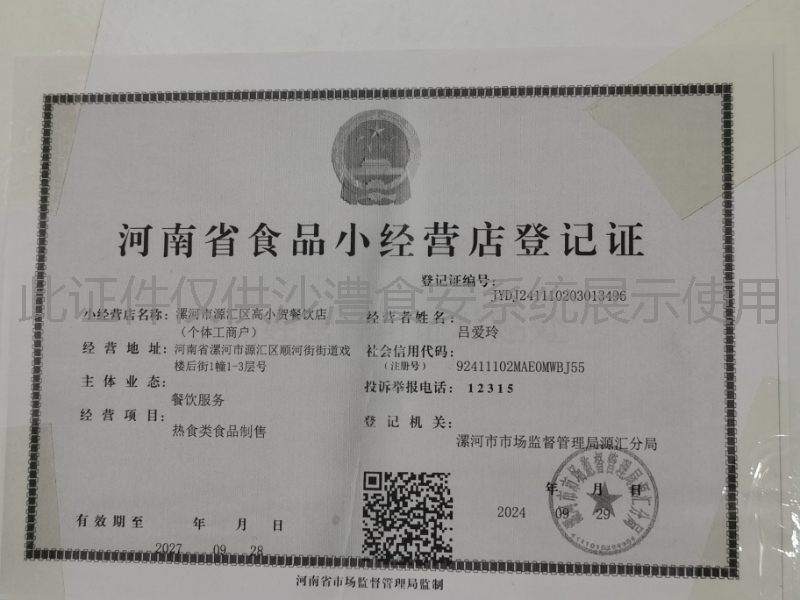 河南省食品小经营店登记证
登记证编号：
JYDJ241110203013496
此证件仅供沙澧食安系统展示使用
小经营店名称：漯河市源汇区高小贺餐饮店
（个体工商户）
经营地址：河南省漯河市源汇区顺河街街道戏
楼后街1幢1-3层号
主体业态：
餐饮服务
经营项目：
热食类食品制售
经营者姓名：
吕爱玲
社会信用代码：
（注册号） 92411102MAE0MWBJ55
投诉举报电话：12315
登记机关：
漯河市市场监督管理局源汇分局
年 月 日
2024 09 29
有效期至 年 月 日
2027 09 28
河南省市场监督管理局监制